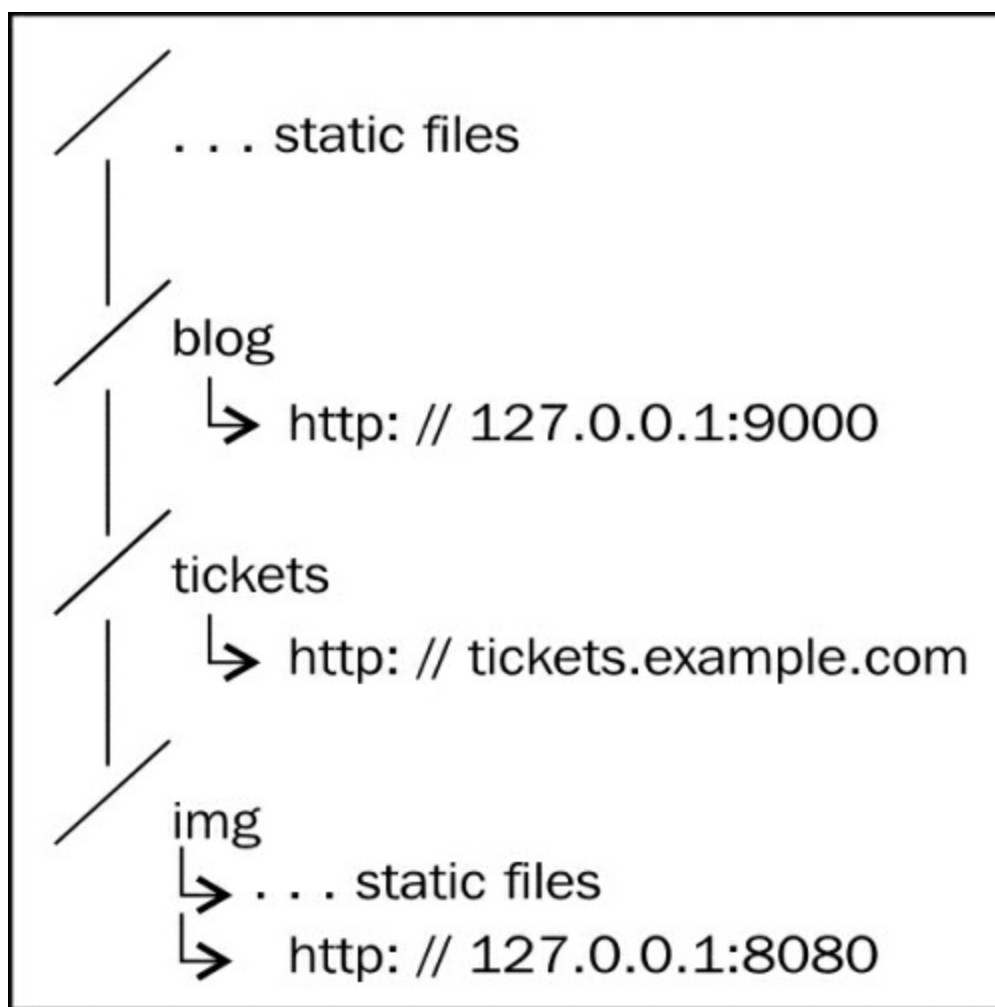 / . . . static files
/ blog
http: // 127.0.0.1:9000
/ tickets
http: // tickets.example.com
/ img
. . . static files
http: // 127.0.0.1:8080